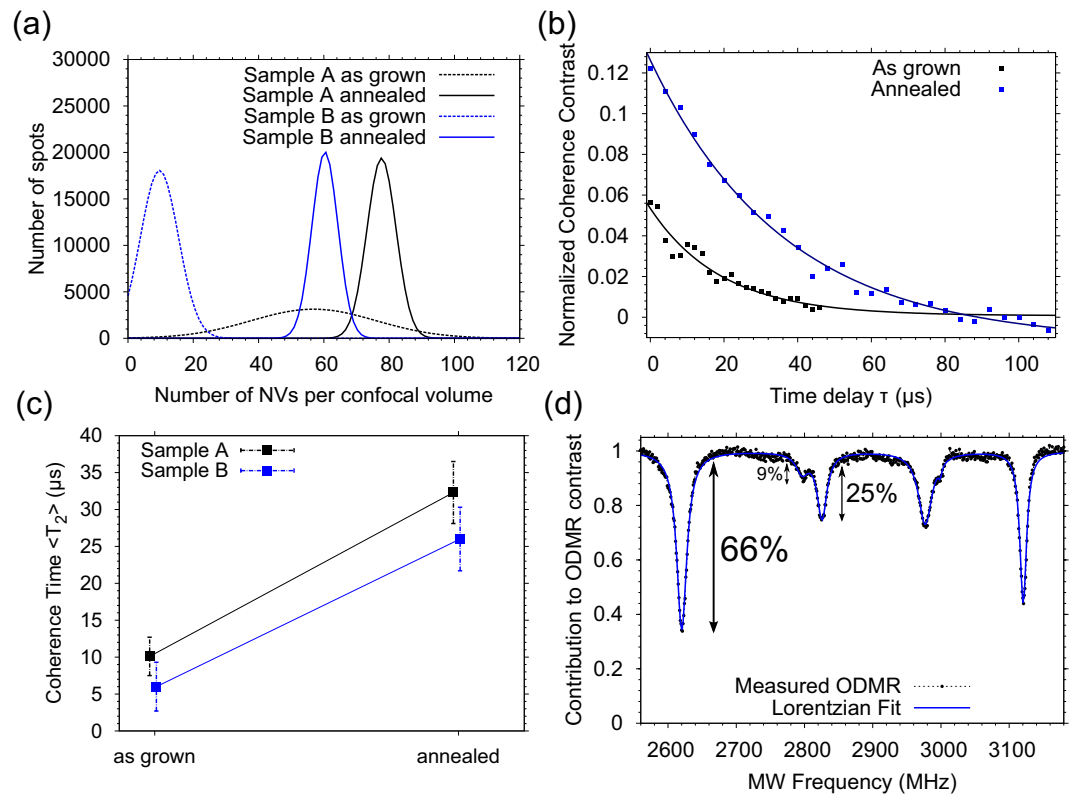 (a)
Number of spots
30000
25000
20000
15000
10000
5000
0
Sample A as grown
Sample A annealed
Sample B as grown
Sample B annealed
0 20 40 60 80 100 120
Number of NVs per confocal volume
(b)
Normalized Coherence Contrast
0.12
0.1
0.08
0.06
0.04
0.02
0
As grown
Annealed
0 20 40 60 80 100
Time delay τ (µs)
(c)
Coherence Time <T2> (µs)
40
35
30
25
20
15
10
5
0
Sample A
Sample B
as grown annealed
(d)
Contribution to ODMR contrast
1
0.8
0.6
0.4
0.2
0
9%
25%
66%
Measured ODMR
Lorentzian Fit
2600 2700 2800 2900 3000 3100
MW Frequency (MHz)